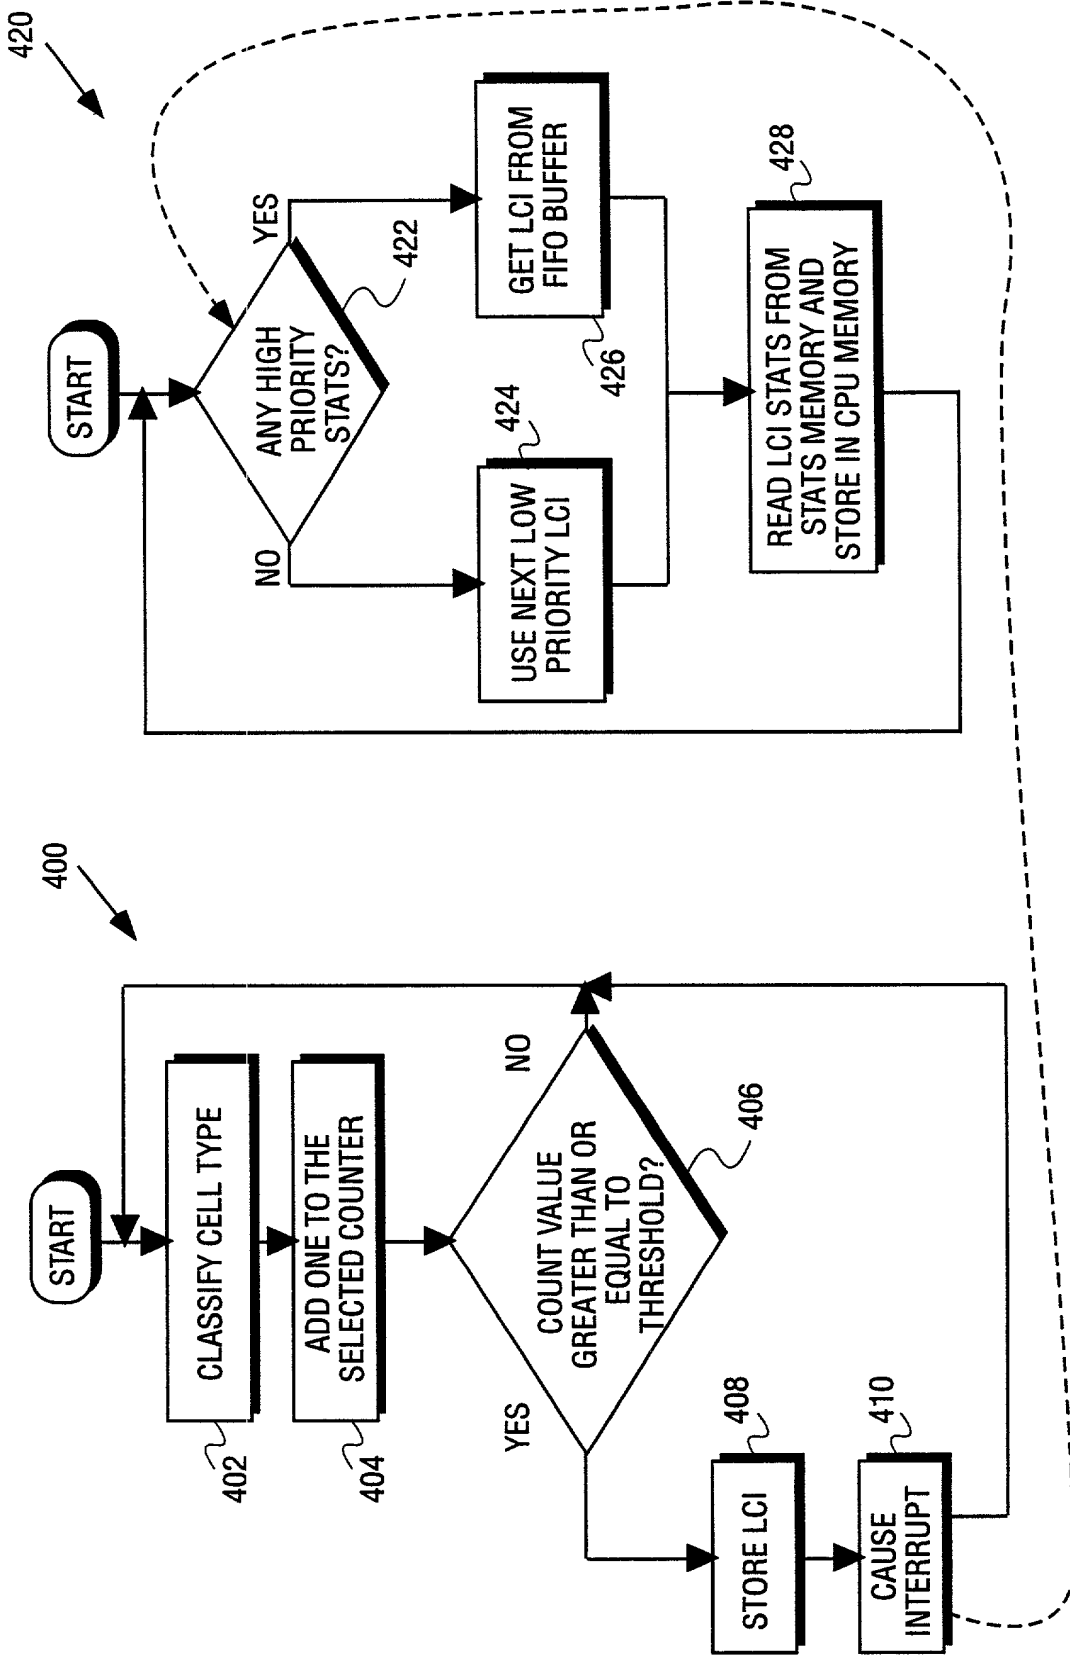 400
START
CLASSIFY CELL TYPE
402
ADD ONE TO THE
SELECTED COUNTER
404
COUNT VALUE
GREATER THAN OR
EQUAL TO
THRESHOLD?
406
YES
NO
STORE LCI
408
CAUSE
INTERRUPT
410
420
START
ANY HIGH
PRIORITY
STATS?
422
NO
YES
USE NEXT LOW
PRIORITY LCI
424
GET LCI FROM
FIFO BUFFER
426
READ LCI STATS FROM
STATS MEMORY AND
STORE IN CPU MEMORY
428